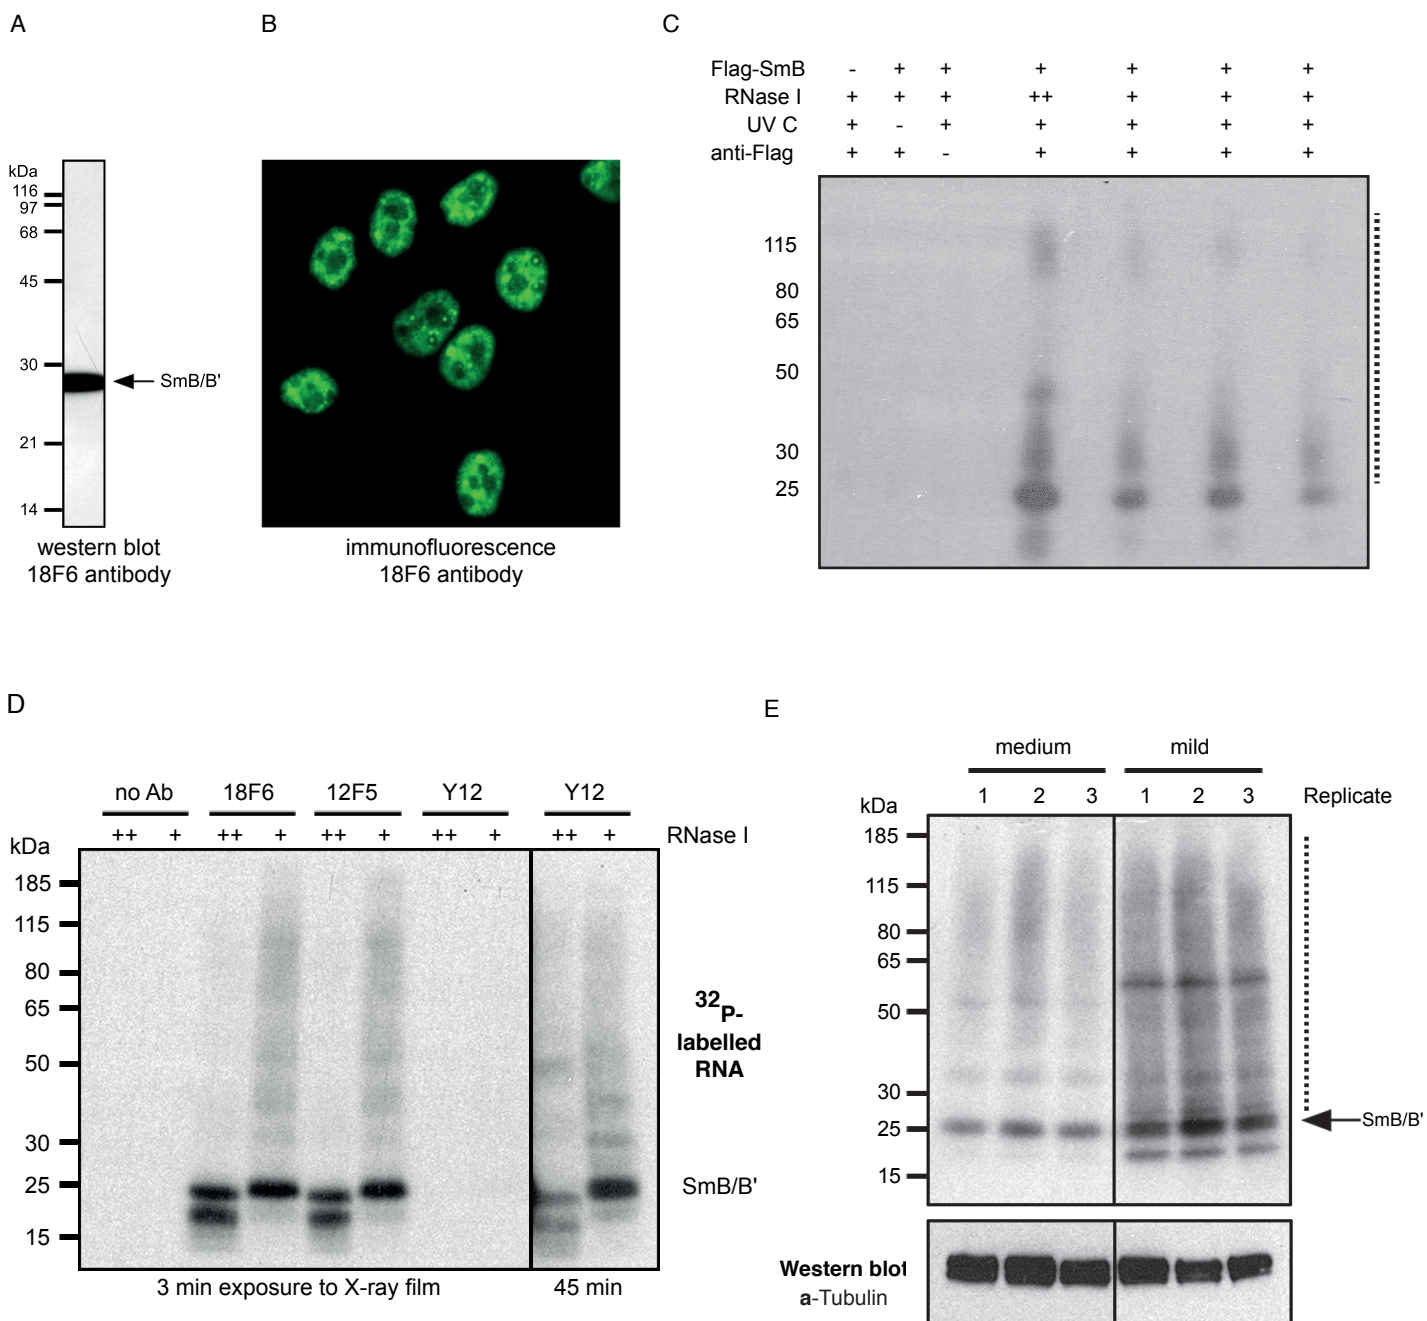 A
B
C
kDa
116
97
68
45
30
21
14
SmB/B'
western blot
18F6 antibody
immunofluorescence
18F6 antibody
Flag-SmB - + + + + + +
RNase I + + + ++ + + +
UV C + - + + + + +
anti-Flag + + - + + + +
115
80
65
50
30
25
D
no Ab 18F6 12F5 Y12 Y12
++ + ++ + ++ + ++ + ++ + RNase I
kDa
185
115
80
65
50
30
25
15
32P-
labelled
RNA
SmB/B'
3 min exposure to X-ray film
45 min
E
medium mild
kDa
1 2 3 1 2 3 Replicate
185
115
80
65
50
30
25
15
SmB/B'
Western blot
a-Tubulin